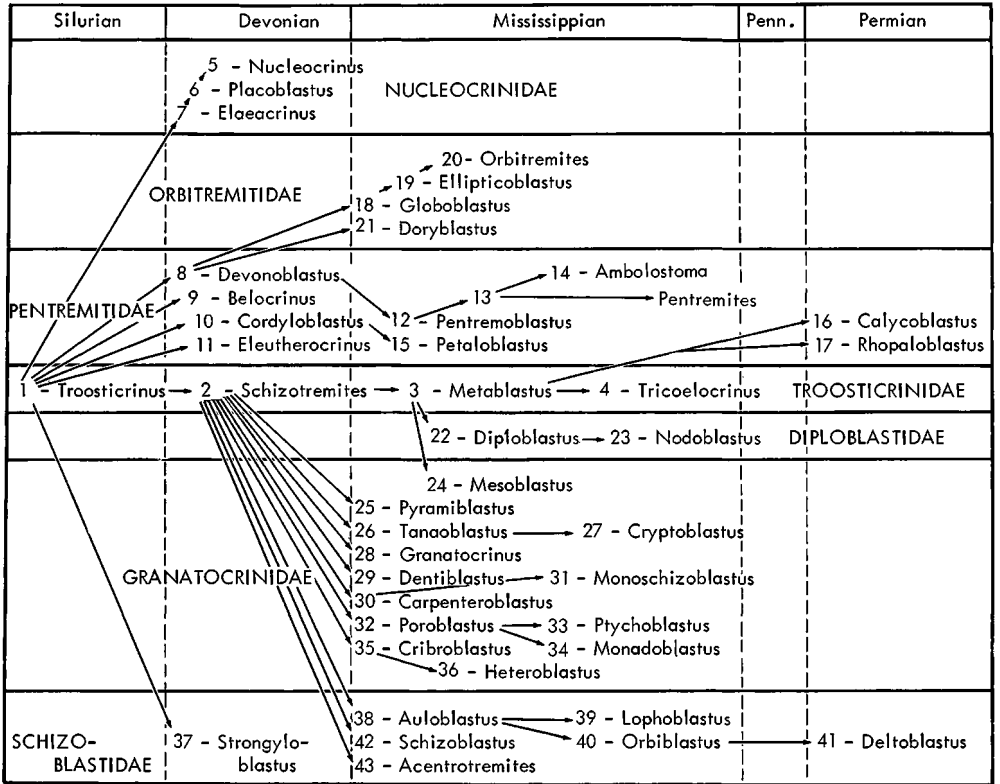 Silurian Devonian Mississippian Penn. Permian
5 - Nucleocrinus
6 - Placoblastus NUCLEOCRINIDAE
7 - Elaeacrinus
20 - Orbitremites
ORBITREMITIDAE 19 - Ellipticoblastus
18 - Globoblastus
21 - Doryblastus
8 - Devonoblastus 14 - Ambolostoma
PENTREMITIDAE 9 - Belocrinus 13 Pentremites
10 - Cordyloblastus 12 - Pentremoblastus 16 - Calycoblastus
11 - Eleutherocrinus 15 - Petaloblastus 17 - Rhopaloblastus
1 - Troosticrinus 2 - Schizotremites 3 - Metablastus 4 - Tricoelocrinus TROOSTICRINIDAE
22 - Diploblastus 23 - Nodoblastus DIPLOBLASTIDAE
24 - Mesoblastus
25 - Pyramiblastus
26 - Tanaoblastus 27 - Cryptoblastus
28 - Granatocrinus
GRANATOCRINIDAE 29 - Dentiblastus 31 - Monoschizoblastus
30 - Carpenteroblastus
32 - Poroblastus 33 - Ptychoblastus
35 - Cribroblastus 34 - Monadoblastus
36 - Heteroblastus
38 - Auloblastus 39 - Lophoblastus
SCHIZO- 37 - Strongylo- 42 - Schizoblastus 40 - Orbiblastus 41 - Deltoblastus
BLASTIDAE blastus 43 - Acentrotremites